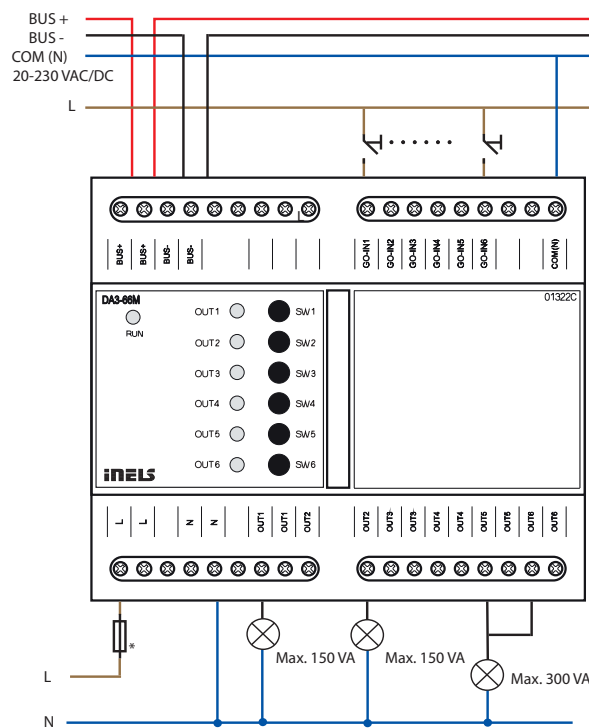 BUS +
BUS -
COM (N)
20-230 VAC/DC
L
L
BUS+ BUS+ BUS- BUS- GO-IN1 GO-IN2 GO-IN3 GO-IN4 GO-IN5 GO-IN6 COM(N)
DA3-66M
RUN
01322C
OUT1 SW1
OUT2 SW2
OUT3 SW3
OUT4 SW4
OUT5 SW5
OUT6 SW6
iNELS
L L N N OUT1 OUT1 OUT2 OUT2 OUT3 OUT3 OUT4 OUT4 OUT5 OUT5 OUT6 OUT6
*
Max. 150 VA Max. 150 VA
L Max. 300 VA
N